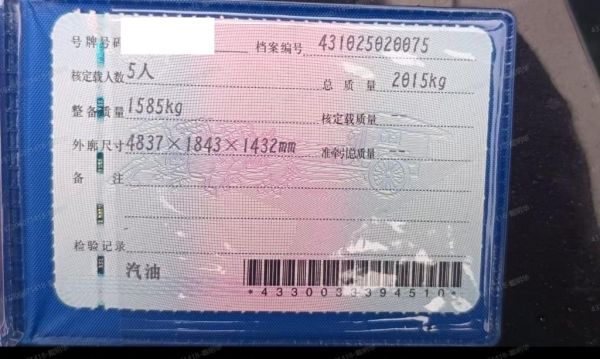 号牌号码 档案编号 431025020075
核定载人数 5人 总质量 2015kg
整备质量 1585kg 核定载质量 --
外廓尺寸 4837×1843×1432mm 准牵引总质量 --
备注
检验记录
汽油
*4330033394510*